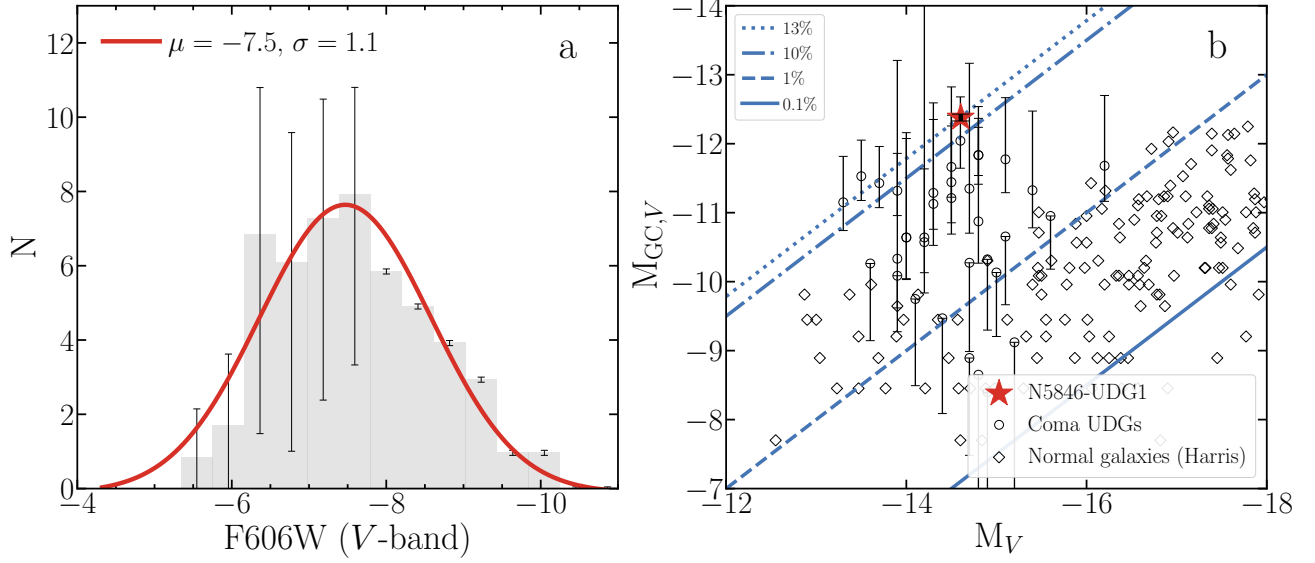 12
10
8
6
4
2
0
N
μ = −7.5, σ = 1.1
a
−4
−6
−8
−10
F606W (V-band)
−14
−13
−12
−11
−10
−9
−8
−7
M_GC,V
13%
10%
1%
0.1%
b
N5846-UDG1
Coma UDGs
Normal galaxies (Harris)
−12
−14
−16
−18
M_V